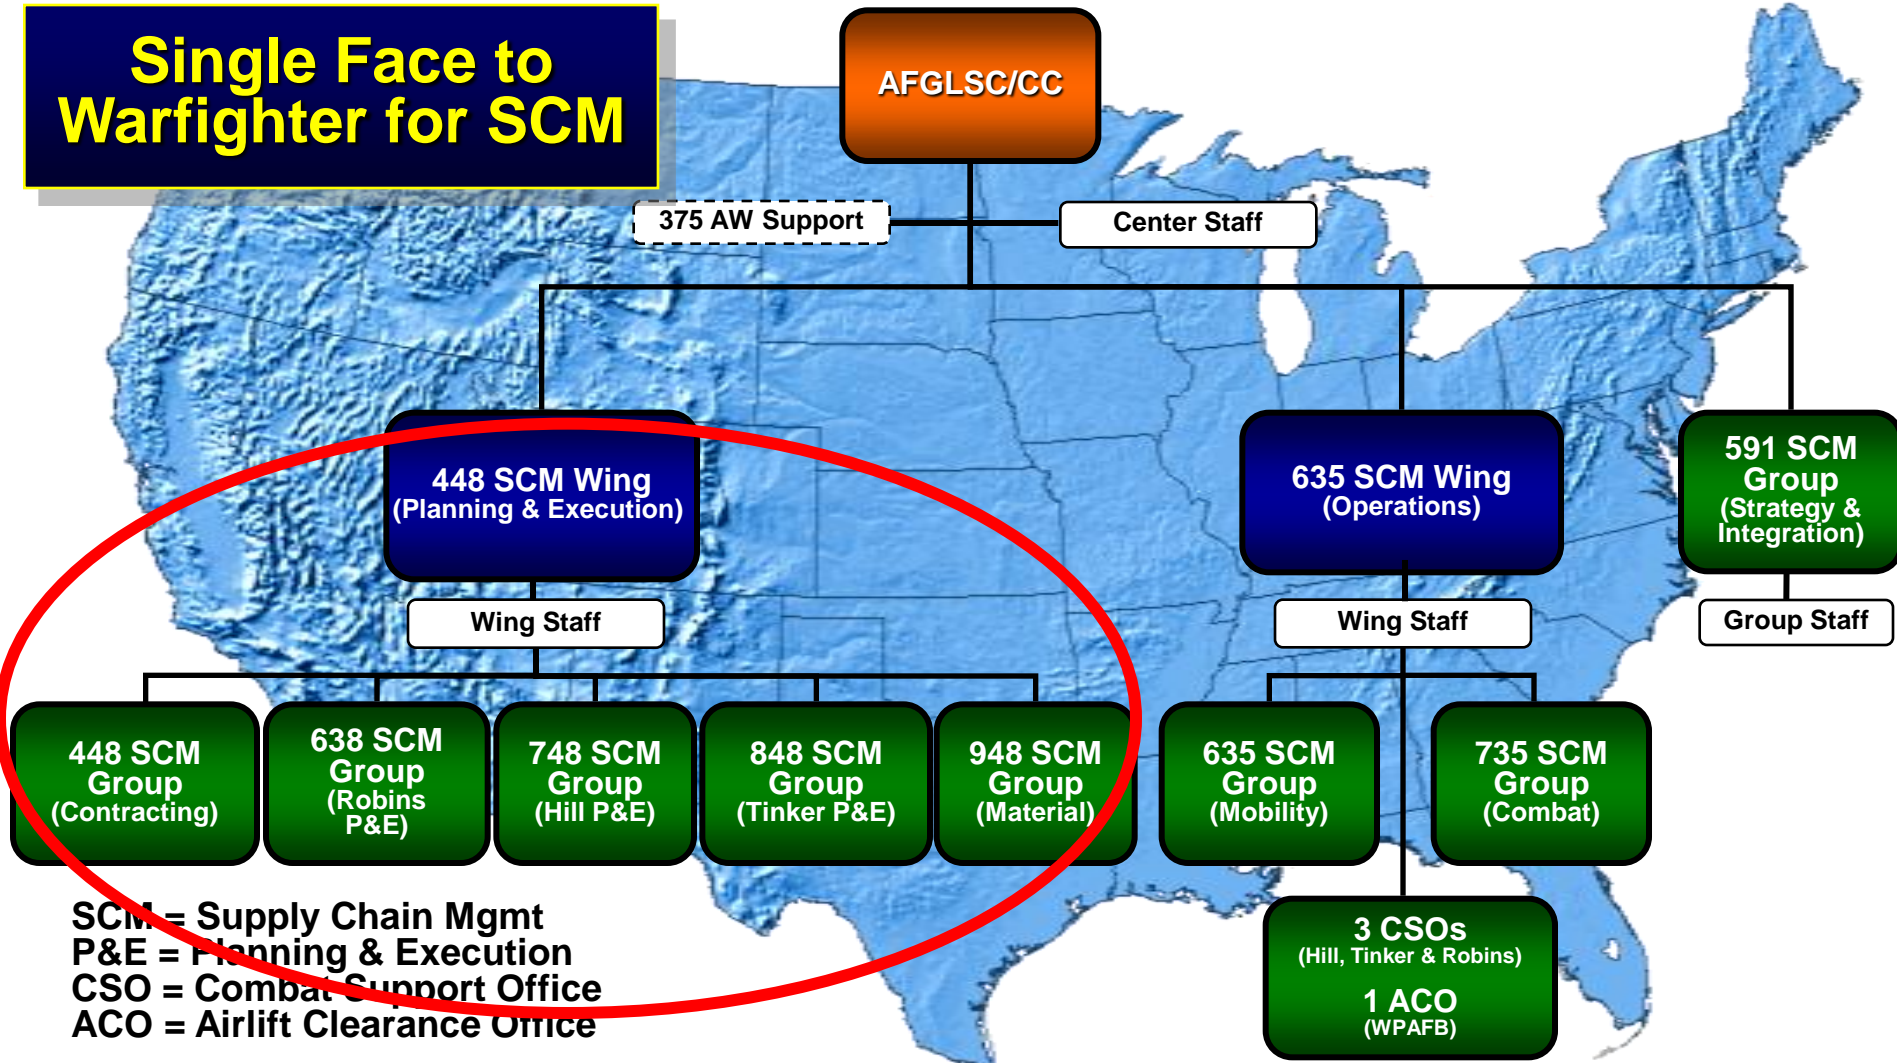 Single Face to
Warfighter for SCM
AFGLSC/CC
375 AW Support
Center Staff
448 SCM Wing
(Planning & Execution)
635 SCM Wing
(Operations)
591 SCM
Group
(Strategy &
Integration)
Wing Staff
Wing Staff
Group Staff
448 SCM
Group
(Contracting)
638 SCM
Group
(Robins
P&E)
748 SCM
Group
(Hill P&E)
848 SCM
Group
(Tinker P&E)
948 SCM
Group
(Material)
635 SCM
Group
(Mobility)
735 SCM
Group
(Combat)
3 CSOs
(Hill, Tinker & Robins)
1 ACO
(WPAFB)
SCM = Supply Chain Mgmt
P&E = Planning & Execution
CSO = Combat Support Office
ACO = Airlift Clearance Office